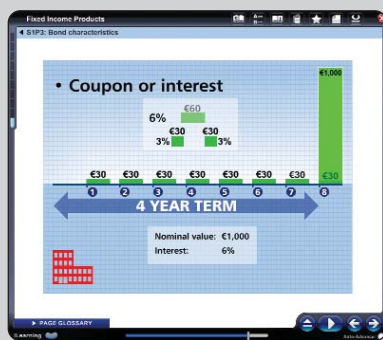 Fixed Income Products
S1P3: Bond characteristics
• Coupon or interest
€1,000
6% €60
€30 €30
3% 3%
€30 €30 €30 €30 €30 €30 €30 €30
1 2 3 4 5 6 7 8
4 YEAR TERM
Nominal value: €1,000
Interest: 6%
PAGE GLOSSARY
Auto Advance